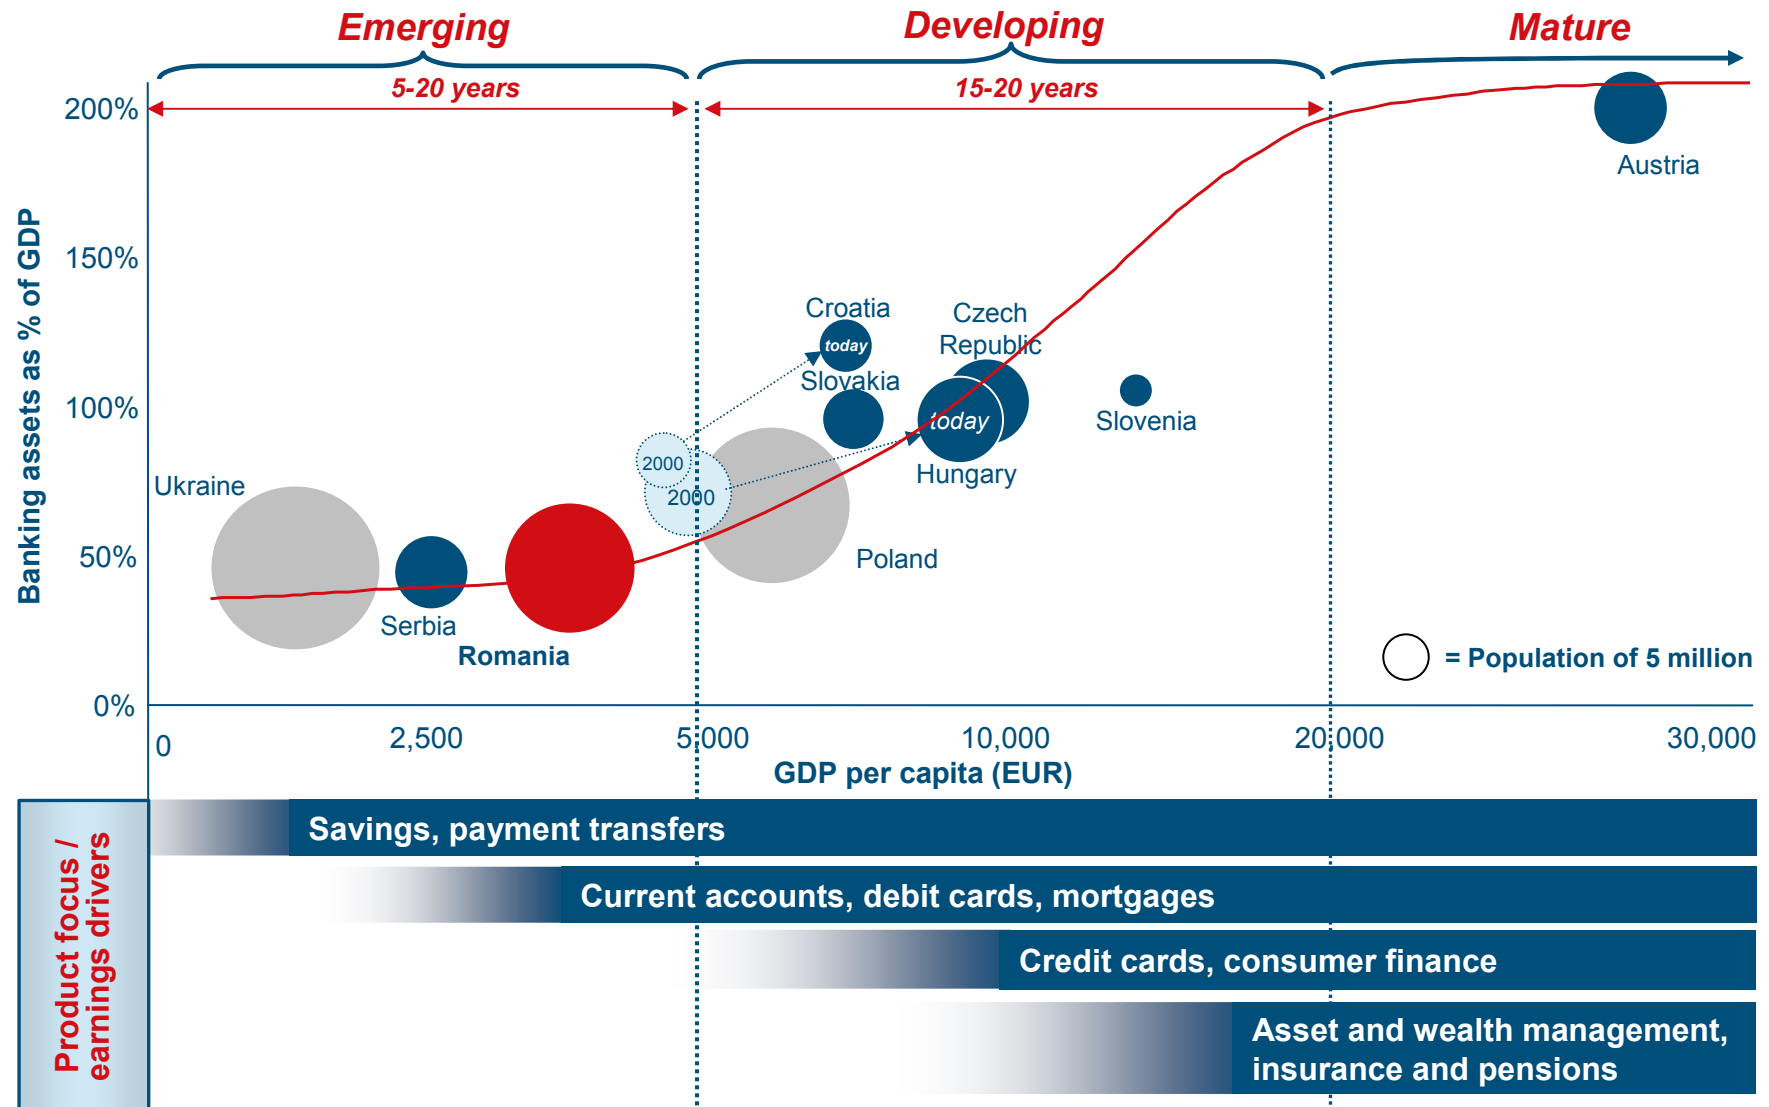 Emerging
Developing
Mature
5-20 years
15-20 years
200%
150%
100%
50%
0%
Banking assets as % of GDP
Austria
Croatia
today
Slovakia
Czech
Republic
today
Hungary
Slovenia
2000
2000
Ukraine
Poland
Serbia
Romania
= Population of 5 million
0
2,500
5,000
10,000
20,000
30,000
GDP per capita (EUR)
Product focus /
earnings drivers
Savings, payment transfers
Current accounts, debit cards, mortgages
Credit cards, consumer finance
Asset and wealth management,
insurance and pensions